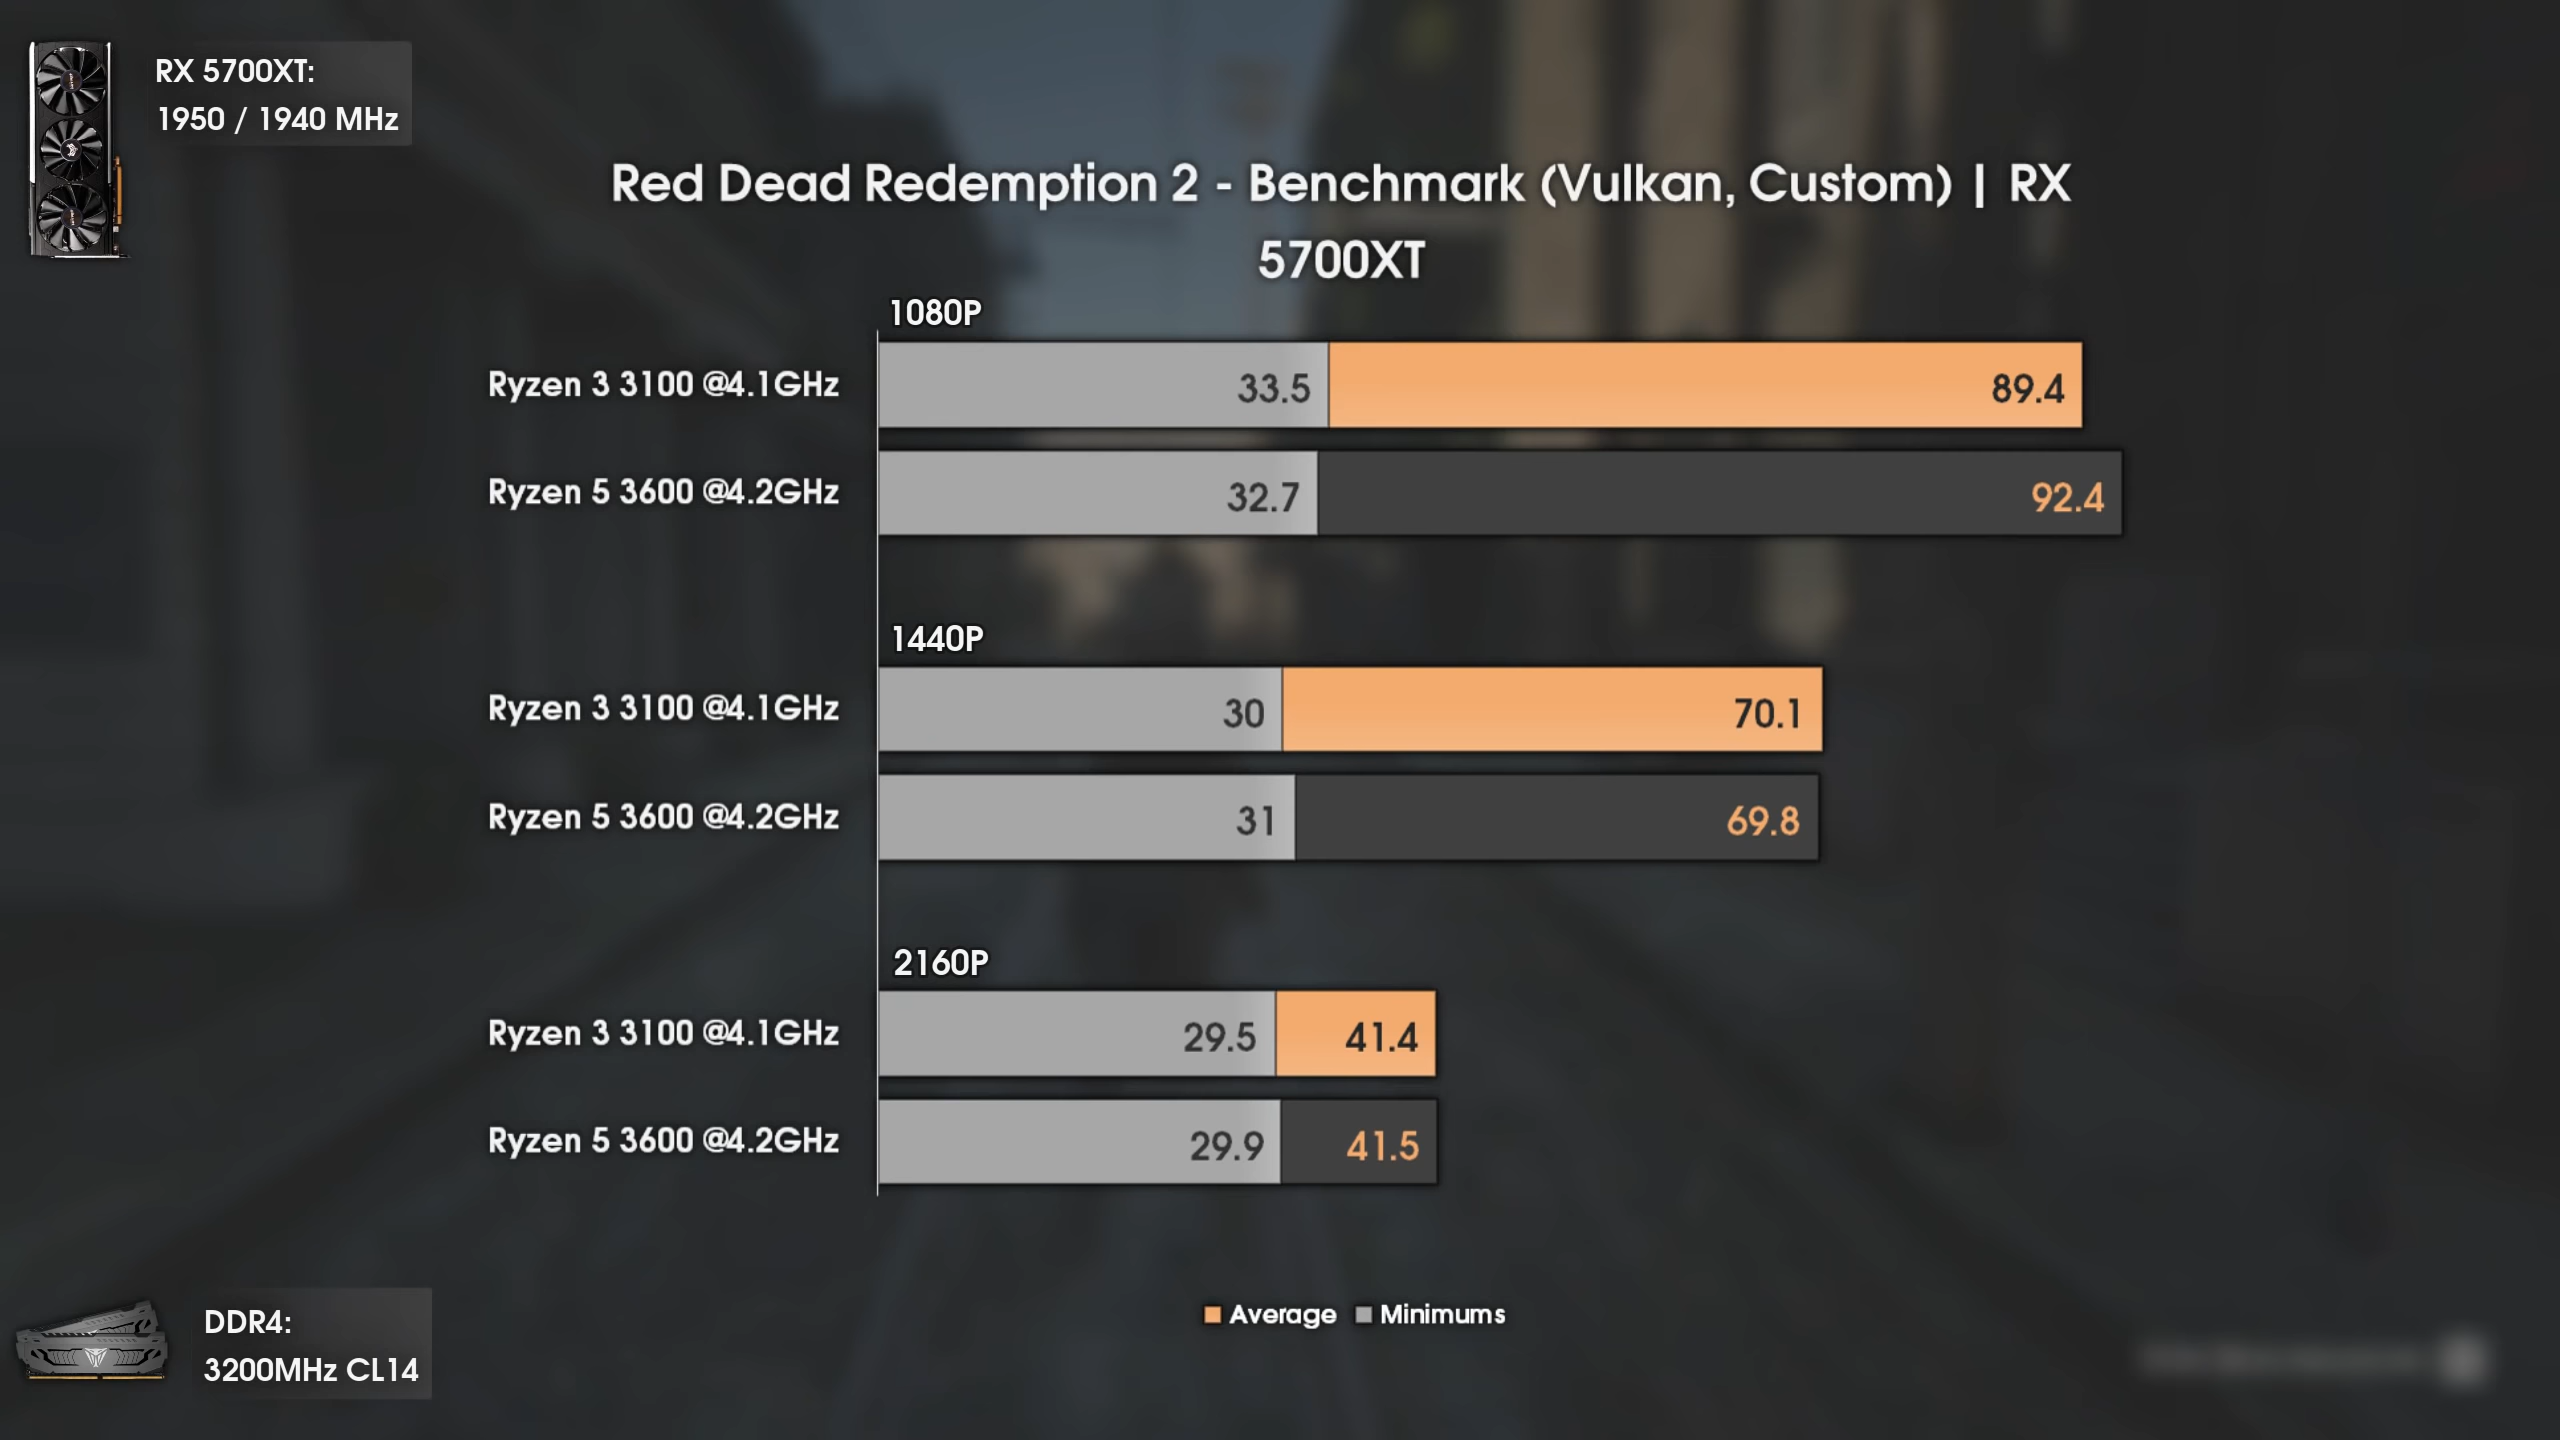 RX 5700XT:
1950 / 1940 MHz
Red Dead Redemption 2 - Benchmark (Vulkan, Custom) | RX
5700XT
1080P
Ryzen 3 3100 @4.1GHz
33.5
89.4
Ryzen 5 3600 @4.2GHz
32.7
92.4
1440P
Ryzen 3 3100 @4.1GHz
30
70.1
Ryzen 5 3600 @4.2GHz
31
69.8
2160P
Ryzen 3 3100 @4.1GHz
29.5
41.4
Ryzen 5 3600 @4.2GHz
29.9
41.5
Average
Minimums
DDR4:
3200MHz CL14